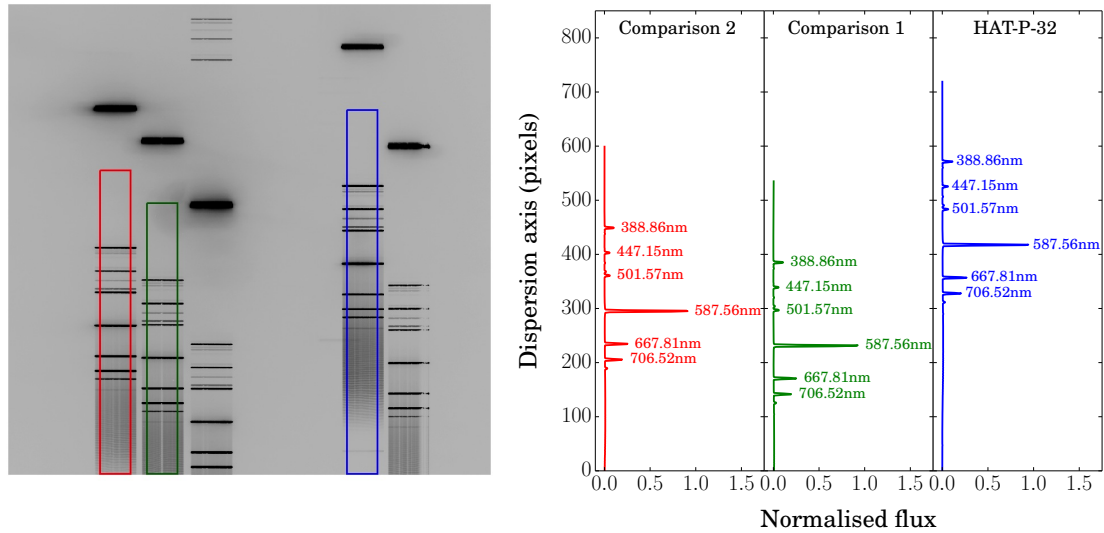 Comparison 2
Comparison 1
HAT-P-32
Dispersion axis (pixels)
800
700
600
500
400
300
200
100
0
388.86nm
447.15nm
501.57nm
587.56nm
667.81nm
706.52nm
388.86nm
447.15nm
501.57nm
587.56nm
667.81nm
706.52nm
388.86nm
447.15nm
501.57nm
587.56nm
667.81nm
706.52nm
0.0 0.5 1.0 1.5
0.0 0.5 1.0 1.5
0.0 0.5 1.0 1.5
Normalised flux